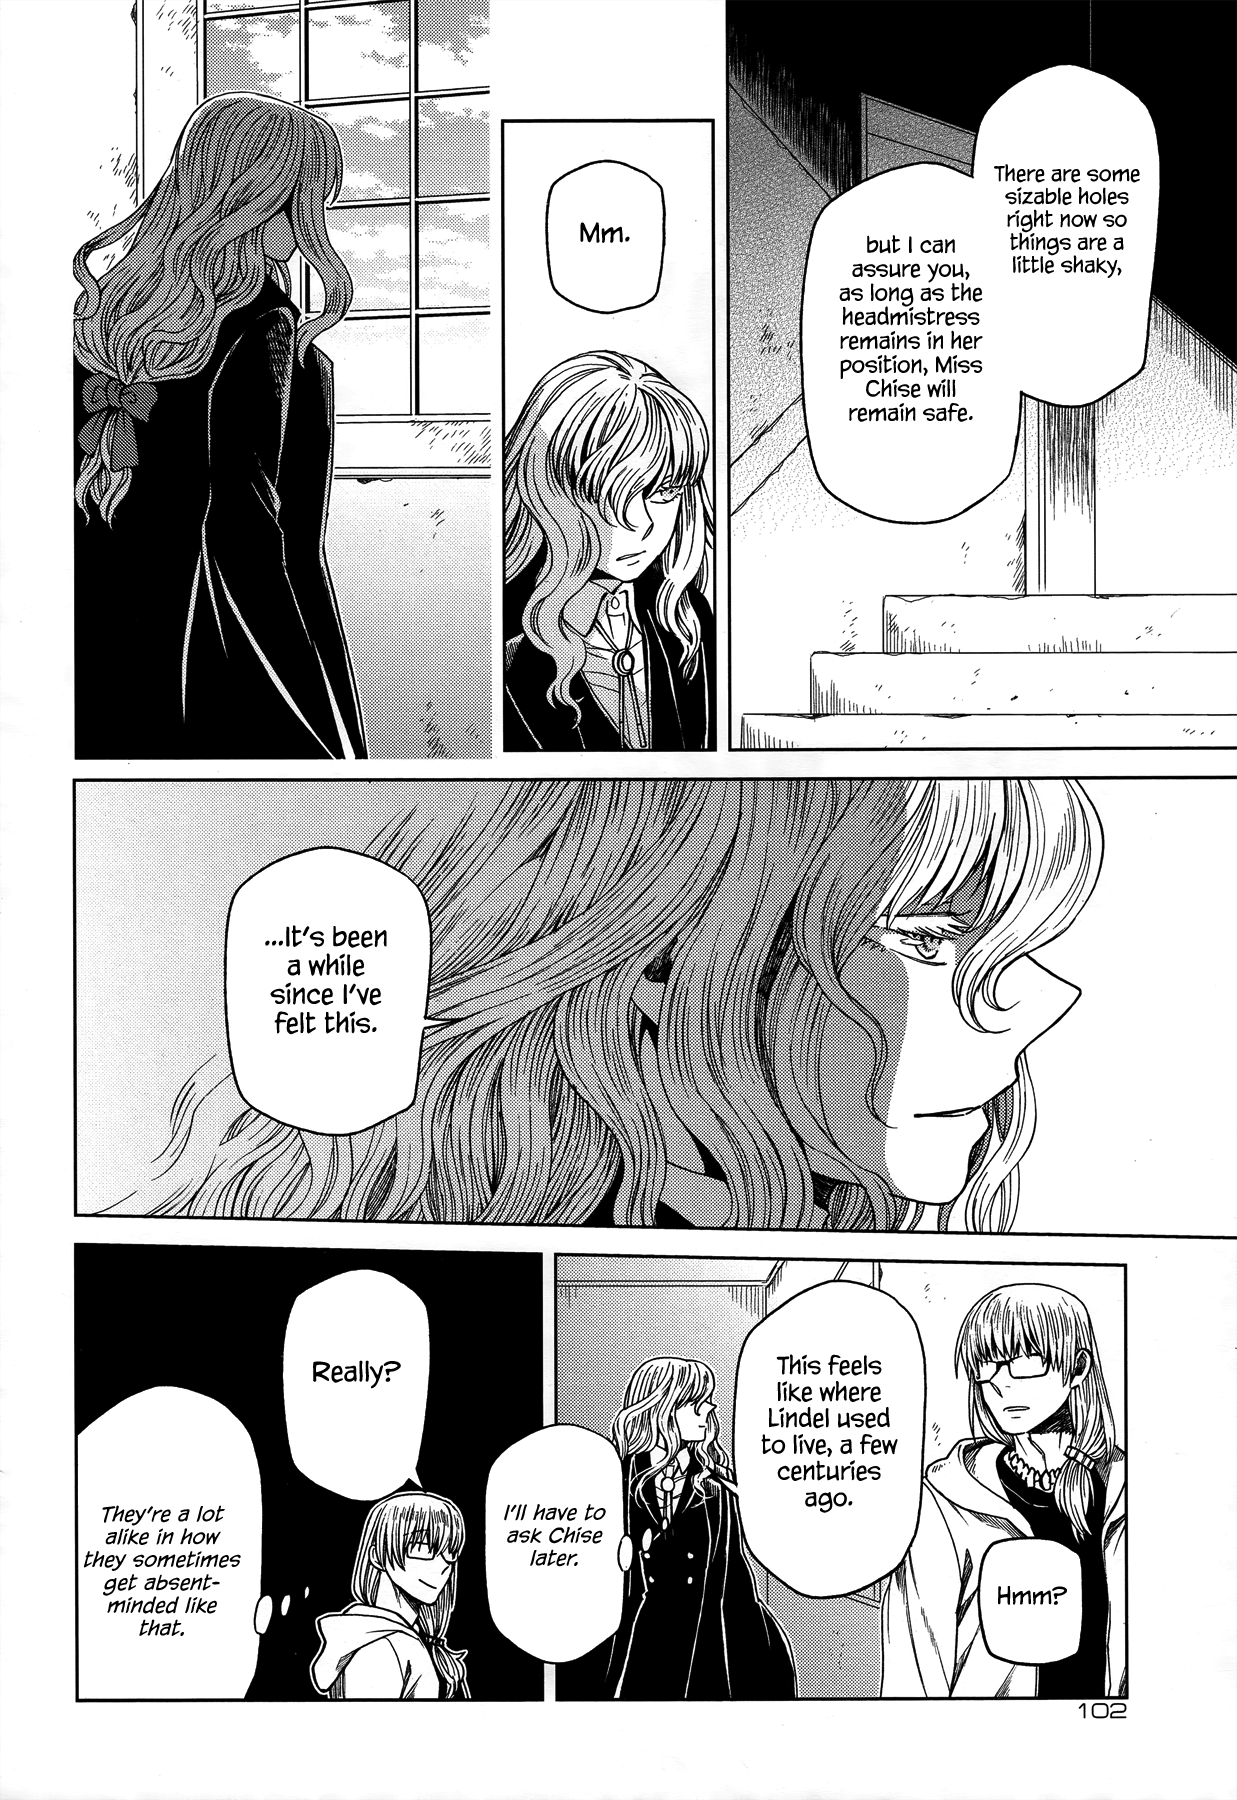 There are some
sizable holes
right now so
things are a
little shaky,
but I can
assure you,
as long as the
headmistress
remains in her
position, Miss
Chise will
remain safe.
Mm.
...It's been
a while
since I've
felt this.
Hmm?
This feels
like where
Lindel used
to live, a few
centuries
ago.
I'll have to
ask Chise
later.
Really?
They're a lot
alike in how
they sometimes
get absent-
minded like
that.
102